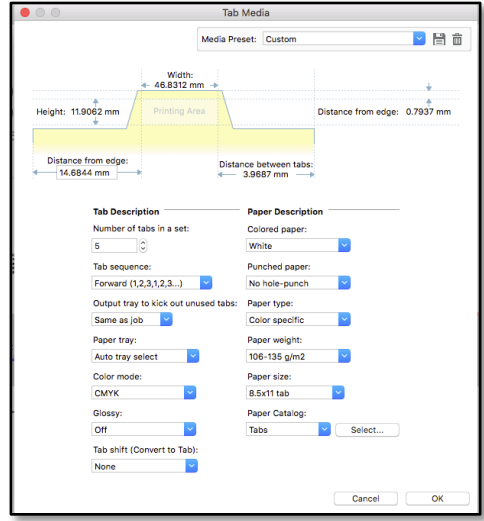 Tab Media
Media Preset: Custom
Width:
46.8312 mm
Height: 11.9062 mm
Printing Area
Distance from edge: 0.7937 mm
Distance from edge:
14.6844 mm
Distance between tabs:
3.9687 mm
Tab Description
Paper Description
Number of tabs in a set:
Colored paper:
5
White
Tab sequence:
Punched paper:
Forward (1,2,3,1,2,3...)
No hole-punch
Output tray to kick out unused tabs:
Paper type:
Same as job
Color specific
Paper tray:
Paper weight:
Auto tray select
106-135 g/m2
Color mode:
Paper size:
CMYK
8.5x11 tab
Glossy:
Paper Catalog:
Off
Tabs
Select...
Tab shift (Convert to Tab):
None
Cancel
OK